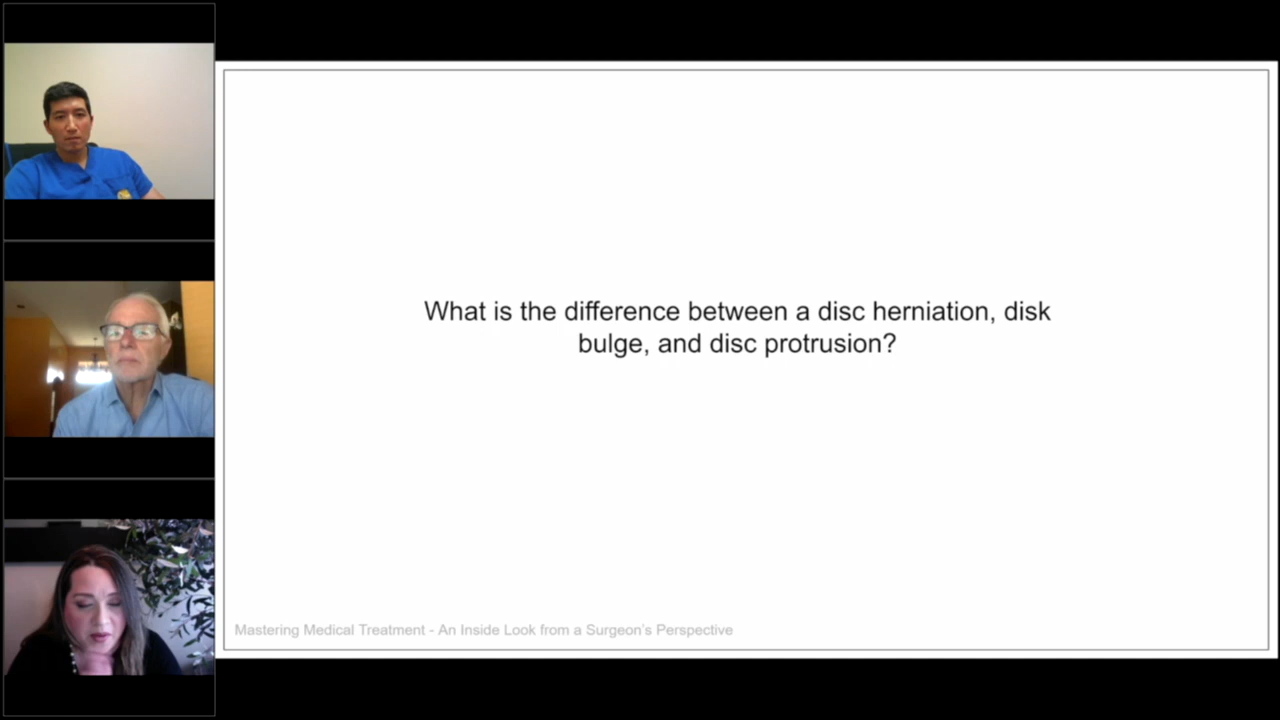 What is the difference between a disc herniation, disk
bulge, and disc protrusion?
Mastering Medical Treatment - An Inside Look from a Surgeon's Perspective